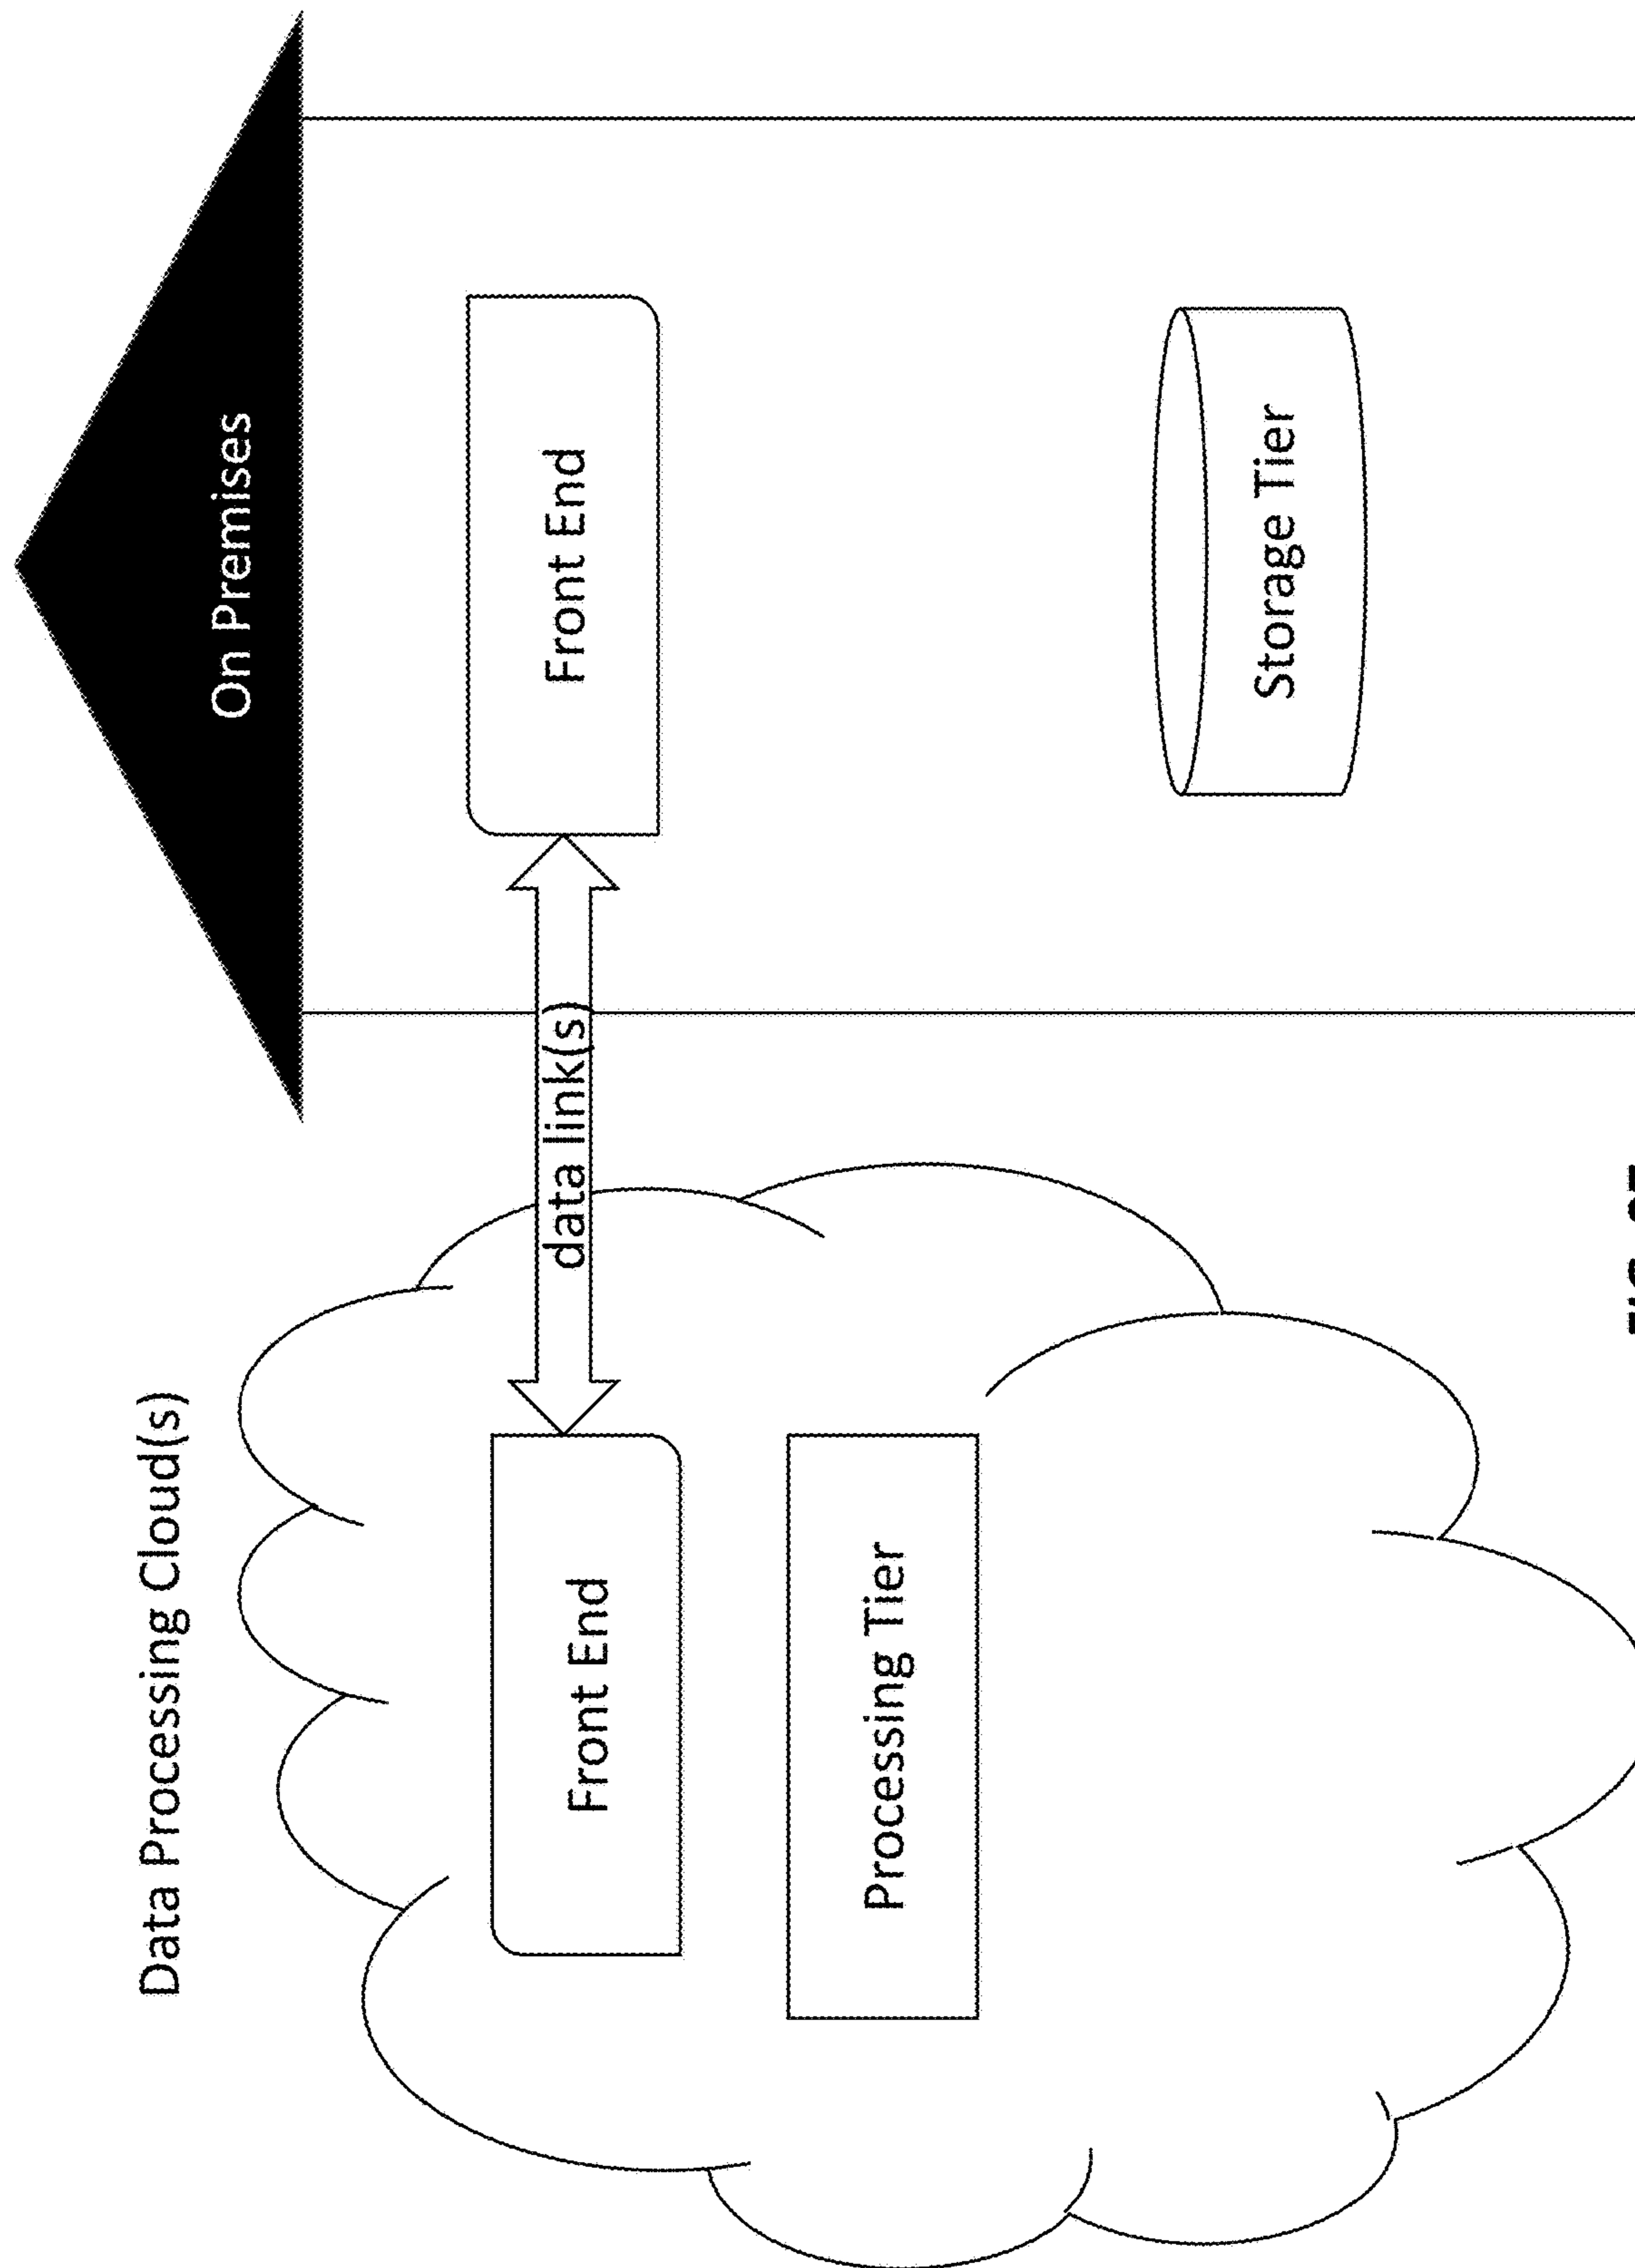 Data Processing Cloud(s)
On Premises
Front End
data link(s)
Front End
Processing Tier
Storage Tier